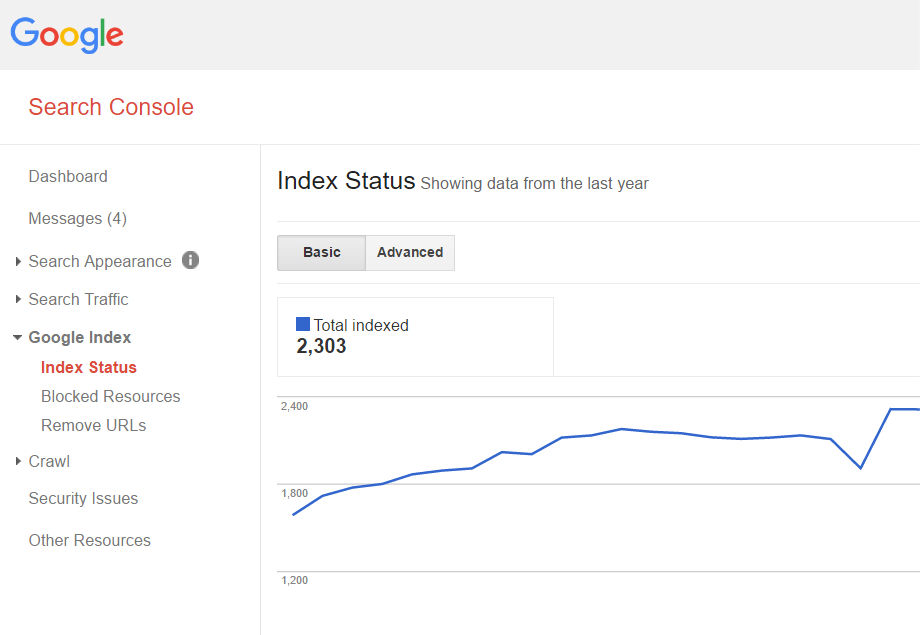 Google
Search Console
Dashboard
Messages (4)
Search Appearance
Search Traffic
Google Index
Index Status
Blocked Resources
Remove URLs
Crawl
Security Issues
Other Resources
Index Status Showing data from the last year
Basic Advanced
Total indexed
2,303
2,400
1,800
1,200